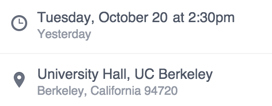 Tuesday, October 20 at 2:30pm
Yesterday
University Hall, UC Berkeley
Berkeley, California 94720